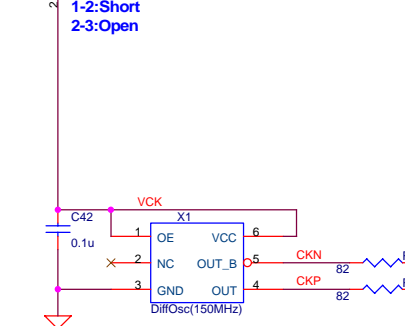 2
1-2:Short
2-3:Open
VCK
C42
0.1u
X1
1 OE VCC 6
2 NC OUT_B 5 CKN 82
3 GND OUT 4 CKP 82
DiffOsc(150MHz)